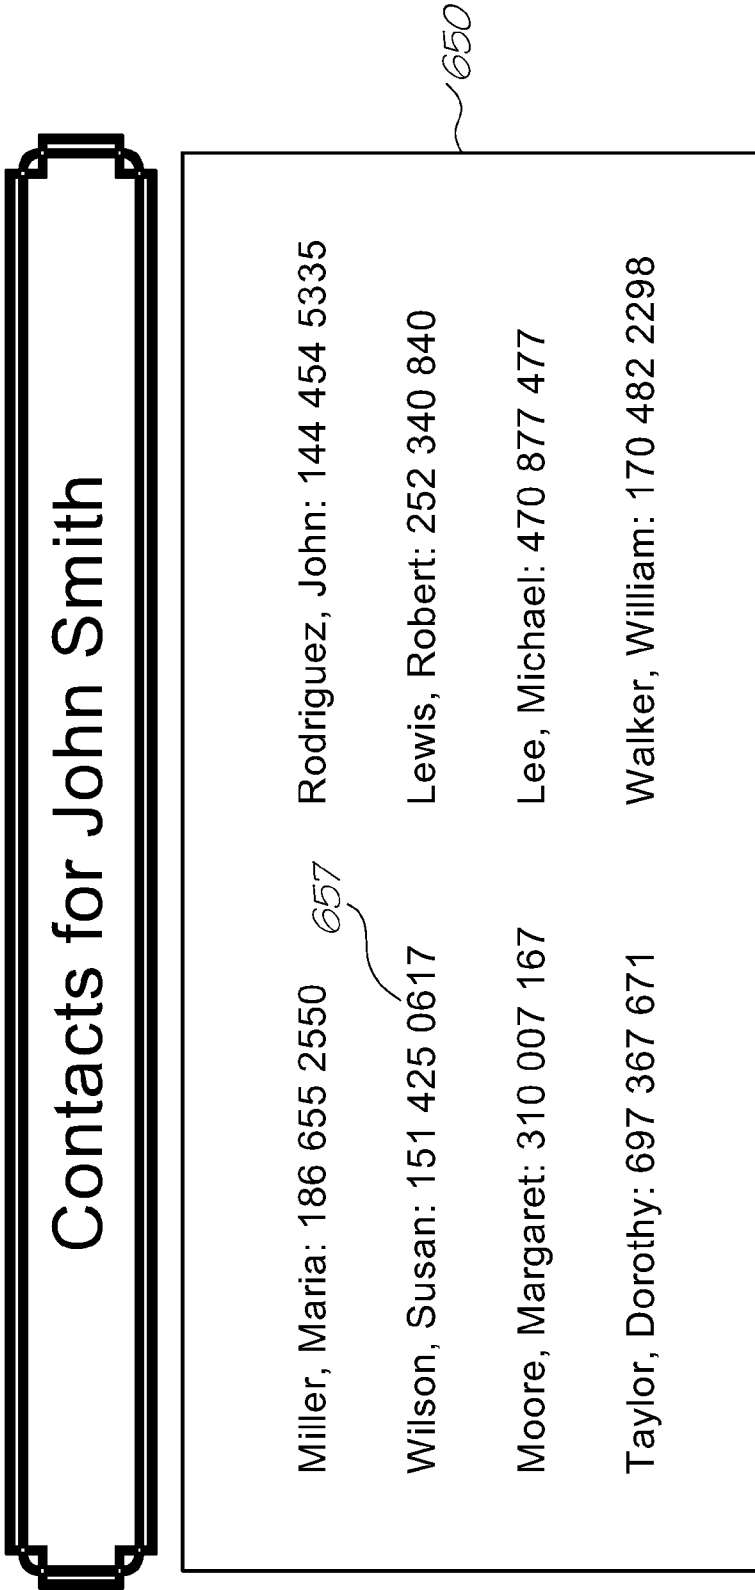 Contacts for John Smith
650
Miller, Maria: 186 655 2550
Rodriguez, John: 144 454 5335
657
Wilson, Susan: 151 425 0617
Lewis, Robert: 252 340 840
Moore, Margaret: 310 007 167
Lee, Michael: 470 877 477
Taylor, Dorothy: 697 367 671
Walker, William: 170 482 2298